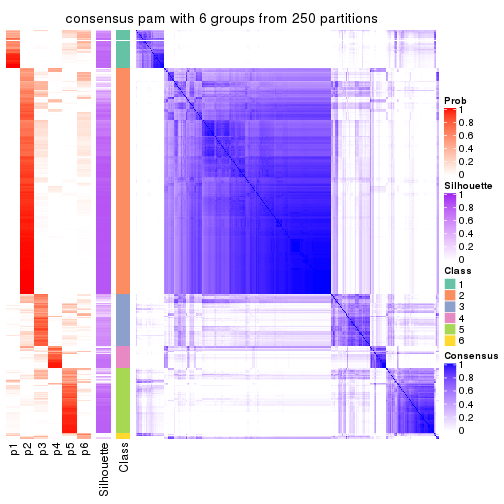 consensus pam with 6 groups from 250 partitions
Prob
1
0.8
0.6
0.4
0.2
0
Silhouette
1
0.8
0.6
0.4
0.2
0
Class
1
2
3
4
5
6
Consensus
1
0.8
0.6
0.4
0.2
0
p1
p2
p3
p4
p5
p6
Silhouette
Class